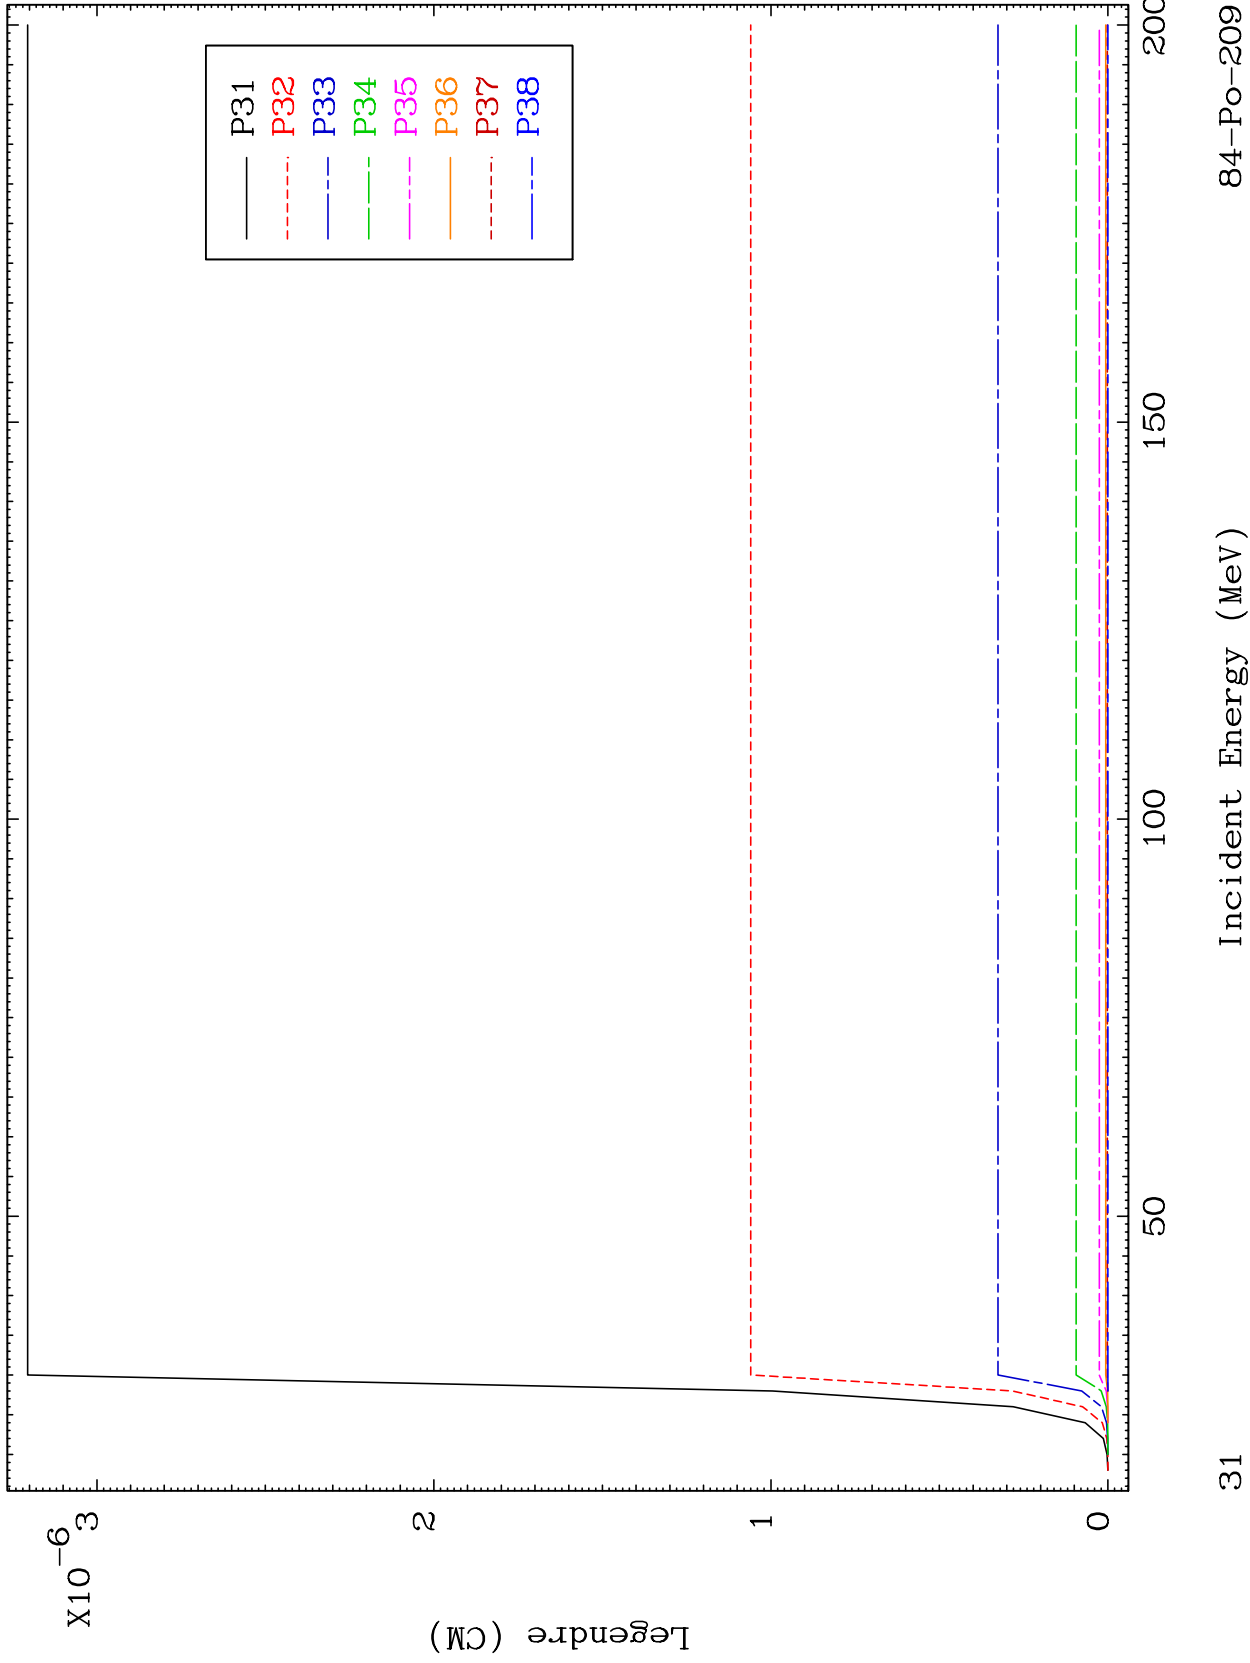 X10-6
3
2
1
0
Legendre (CM)
P31
P32
P33
P34
P35
P36
P37
P38
50
100
150
200
31
Incident Energy (MeV)
84-Po-209